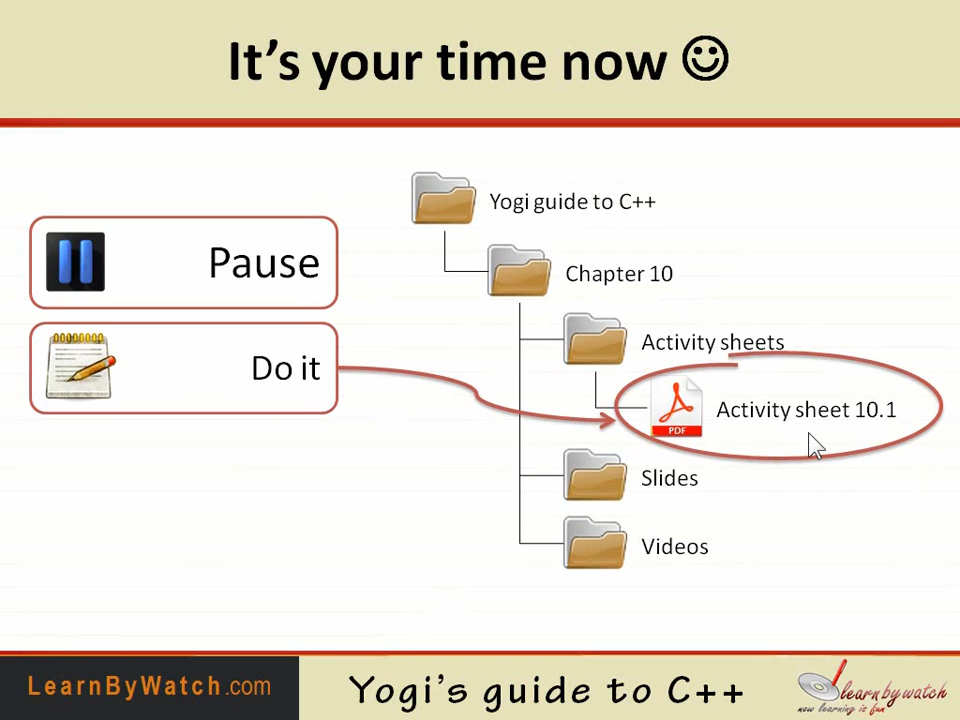 It's your time now ☺
Yogi guide to C++
Pause
Chapter 10
Activity sheets
Do it
PDF
Activity sheet 10.1
Slides
Videos
LearnByWatch.com
Yogi's guide to C++
learnbywatch
now learning is fun